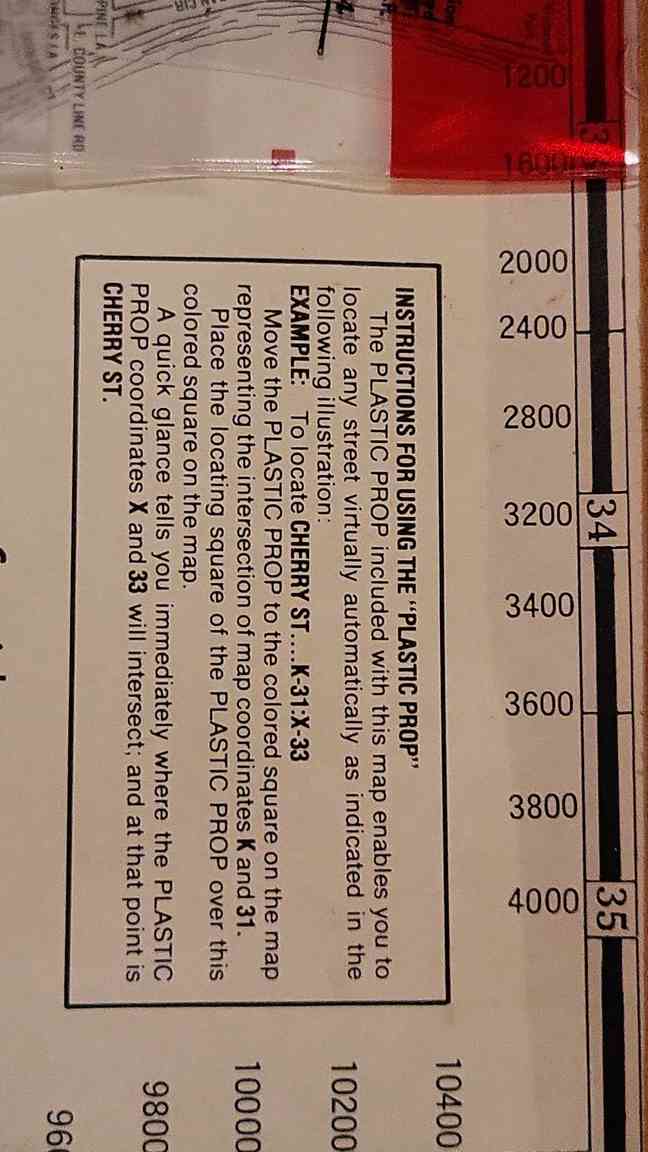 INSTRUCTIONS FOR USING THE "PLASTIC PROP"
The PLASTIC PROP included with this map enables you to
locate any street virtually automatically as indicated in the
following illustration:
EXAMPLE: To locate CHERRY ST....K-31:X-33
Move the PLASTIC PROP to the colored square on the map
representing the intersection of map coordinates K and 31.
Place the locating square of the PLASTIC PROP over this
colored square on the map.
A quick glance tells you immediately where the PLASTIC
PROP coordinates X and 33 will intersect; and at that point is
CHERRY ST.
1200
1600
2000
2400
2800
3200
3400
3600
3800
4000
34
35
10400
10200
10000
9800
E. COUNTY LINE RD
PINE LA